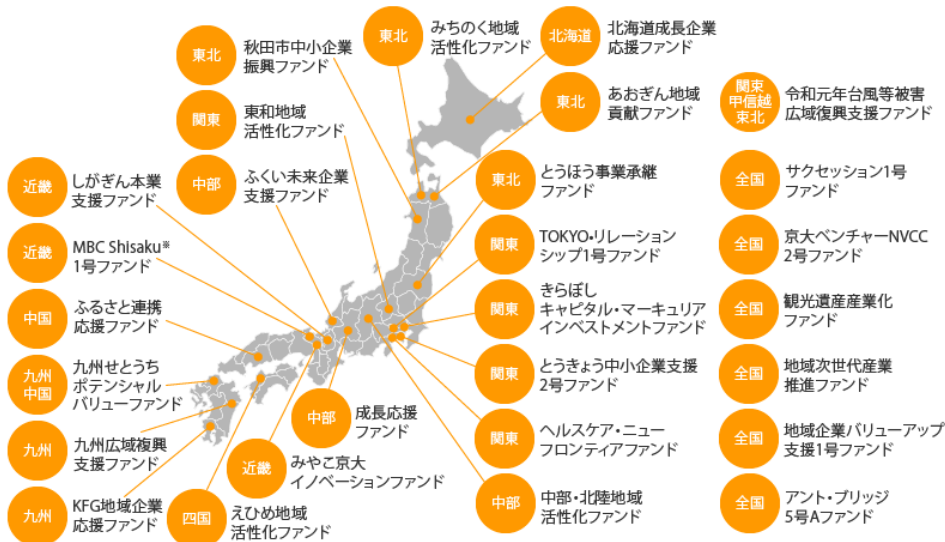 東北
秋田市中小企業
振興ファンド
東北
みちのく地域
活性化ファンド
北海道
北海道成長企業
応援ファンド
関東
東和地域
活性化ファンド
東北
あおぎん地域
貢献ファンド
関東
甲信越
東北
令和元年台風等被害
広域復興支援ファンド
近畿
しがぎん本業
支援ファンド
中部
ふくい未来企業
支援ファンド
東北
とうほう事業承継
ファンド
全国
サクセッション1号
ファンド
近畿
MBC Shisaku※
1号ファンド
関東
TOKYO・リレーション
シップ1号ファンド
全国
京大ベンチャーNVCC
2号ファンド
中国
ふるさと連携
応援ファンド
関東
きらぼし
キャピタル・マーキュリア
インベストメントファンド
全国
観光遺産産業化
ファンド
九州
中国
九州せとうち
ポテンシャル
バリューファンド
関東
とうきょう中小企業支援
2号ファンド
全国
地域次世代産業
推進ファンド
九州
九州広域複興
支援ファンド
中部
成長応援
ファンド
関東
ヘルスケア・ニュー
フロンティアファンド
全国
地域企業バリューアップ
支援1号ファンド
近畿
みやこ京大
イノベーションファンド
九州
KFG地域企業
応援ファンド
四国
えひめ地域
活性化ファンド
中部
中部・北陸地域
活性化ファンド
全国
アント・ブリッジ
5号Aファンド